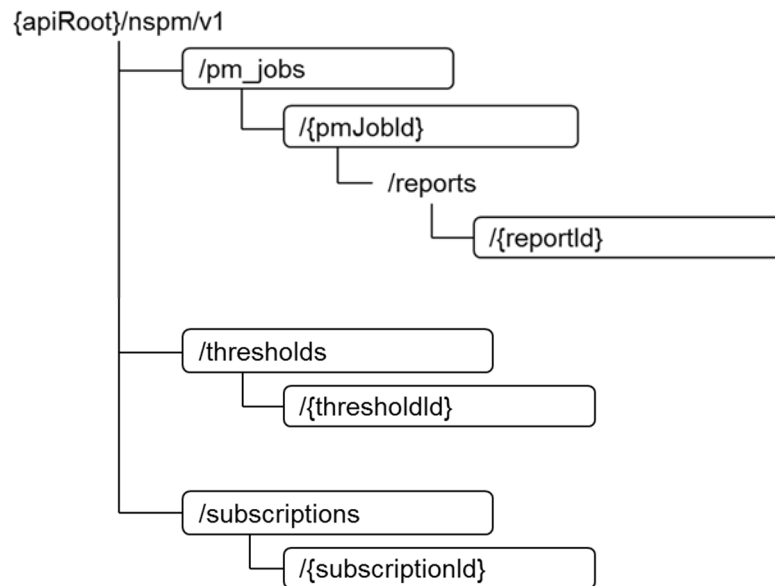 {apiRoot}/nspm/v1
/pm_jobs
/{pmJobId}
/reports
/{reportId}
/thresholds
/{thresholdId}
/subscriptions
/{subscriptionId}